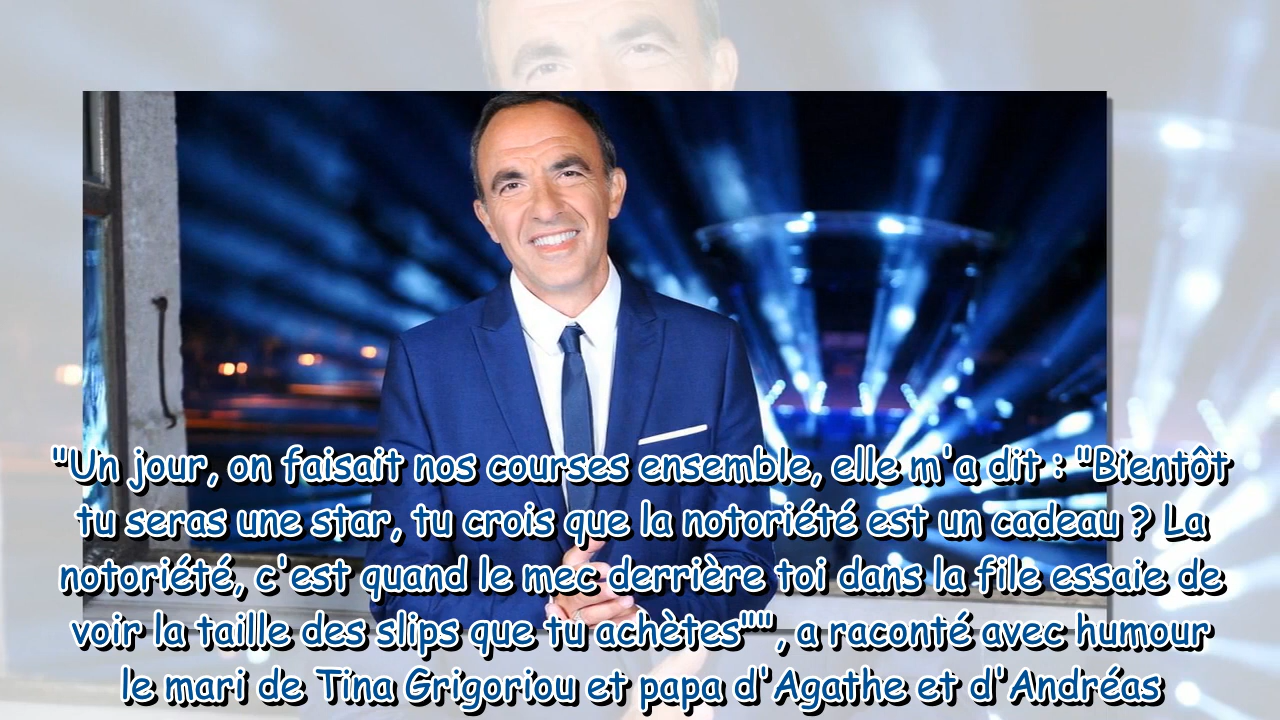 "Un jour, on faisait nos courses ensemble, elle m'a dit : "Bientôt
tu seras une star, tu crois que la notoriété est un cadeau ? La
notoriété, c'est quand le mec derrière toi dans la file essaie de
voir la taille des slips que tu achètes"", a raconté avec humour
le mari de Tina Grigoriou et papa d'Agathe et d'Andréas